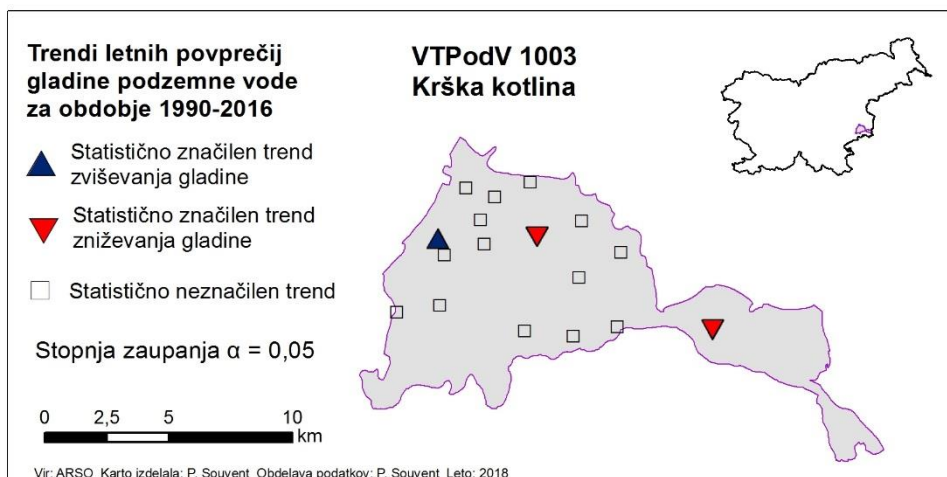 Trendi letnih povprečij
gladine podzemne vode
za obdobje 1990-2016
Statistično značilen trend
zviševanja gladine
Statistično značilen trend
zniževanja gladine
Statistično neznačilen trend
Stopnja zaupanja α = 0,05
0 2,5 5 10
km
Vir: ARSO, Karto izdelala: P. Souvent, Obdelava podatkov: P. Souvent, Leto: 2018
VTPodV 1003
Krška kotlina